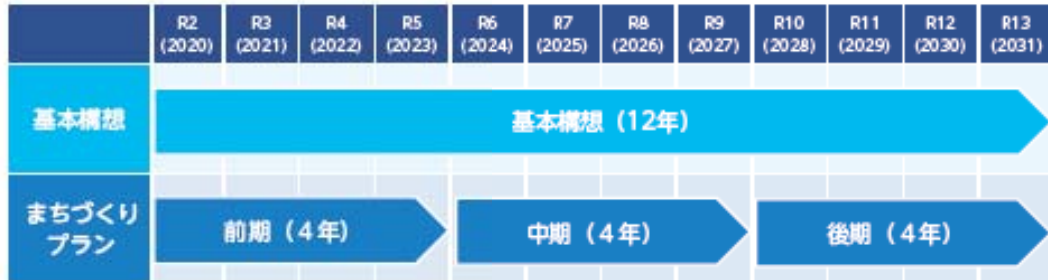 R2 R3 R4 R5 R6 R7 R8 R9 R10 R11 R12 R13
(2020) (2021) (2022) (2023) (2024) (2025) (2026) (2027) (2028) (2029) (2030) (2031)
基本構想
基本構想（12年）
まちづくり
プラン
前期（４年）
中期（４年）
後期（４年）